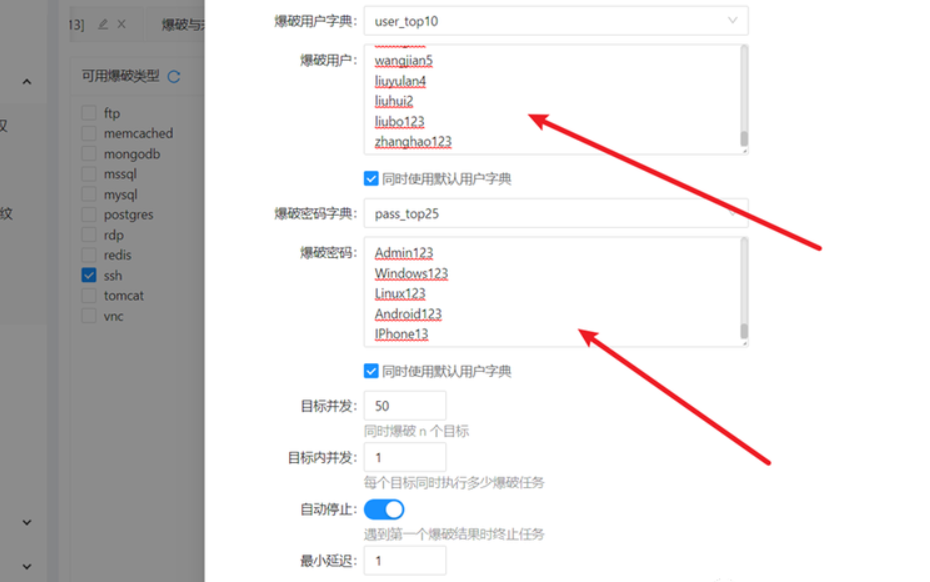 13]
爆破与未
可用爆破类型
ftp
memcached
mongodb
mssql
mysql
postgres
rdp
redis
ssh
tomcat
vnc
纹
爆破用户字典:
user_top10
爆破用户:
wangjian5
liuyulan4
liuhui2
liubo123
zhanghao123
同时使用默认用户字典
爆破密码字典:
pass_top25
爆破密码:
Admin123
Windows123
Linux123
Android123
IPhone13
同时使用默认用户字典
目标并发:
50
同时爆破 n 个目标
目标内并发:
1
每个目标同时执行多少爆破任务
自动停止:
遇到第一个爆破结果时终止任务
最小延迟:
1